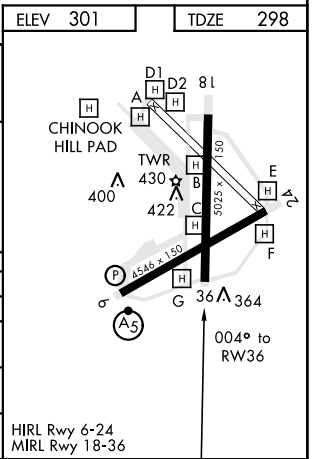 ELEV 301
TDZE 298
D1
D2
A
H
H
H
H
18
CHINOOK
HILL PAD
TWR
430
422
400
B
H
150
5025 x
C
H
E
H
24
F
H
P
4546 x 150
6
A5
G
H
36
364
004° to
RW36
HIRL Rwy 6-24
MIRL Rwy 18-36